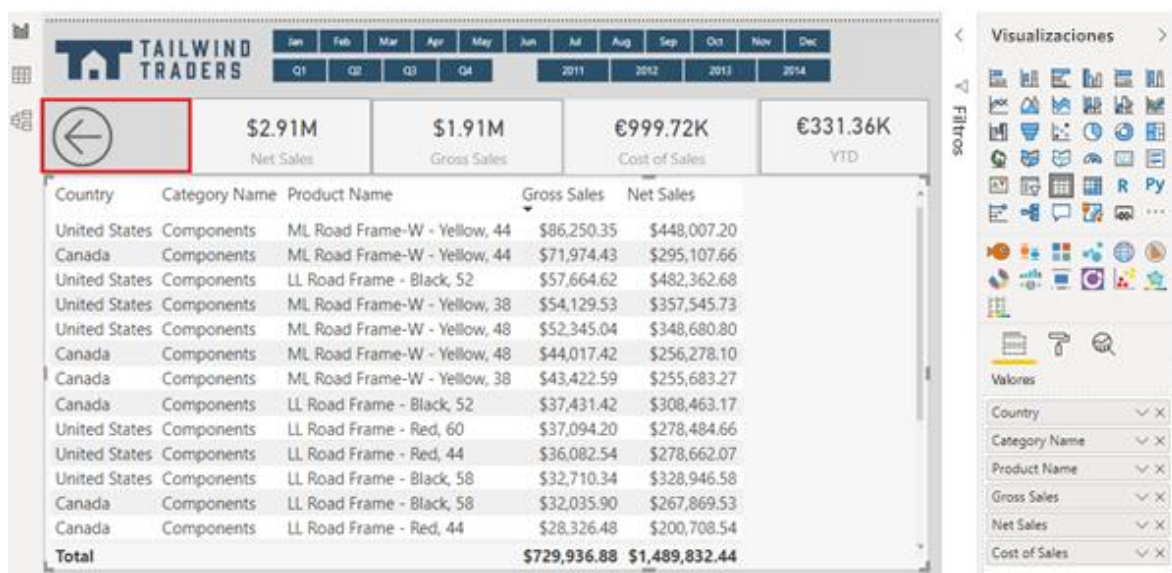 Visualizaciones
TAILWIND TRADERS
Jan Feb Mar Apr May Jun Jul Aug Sep Oct Nov Dec
Q1 Q2 Q3 Q4 2011 2012 2013 2014
Filtros
$2.91M $1.91M €999.72K €331.36K
Net Sales Gross Sales Cost of Sales YTD
Country Category Name Product Name Gross Sales Net Sales
United States Components ML Road Frame-W - Yellow, 44 $86,250.35 $448,007.20
Canada Components ML Road Frame-W - Yellow, 44 $71,974.43 $295,107.66
United States Components LL Road Frame - Black, 52 $57,664.62 $482,362.68
United States Components ML Road Frame-W - Yellow, 38 $54,129.53 $357,545.73
United States Components ML Road Frame-W - Yellow, 48 $52,345.04 $348,680.80
Canada Components ML Road Frame-W - Yellow, 48 $44,017.42 $256,278.10
Canada Components ML Road Frame-W - Yellow, 38 $43,422.59 $255,683.27
Canada Components LL Road Frame - Black, 52 $37,431.42 $308,463.17
United States Components LL Road Frame - Red, 60 $37,094.20 $278,484.66
United States Components LL Road Frame - Red, 44 $36,082.54 $278,662.07
United States Components LL Road Frame - Black, 58 $32,710.34 $328,946.58
Canada Components LL Road Frame - Black, 58 $32,035.90 $267,869.53
Canada Components LL Road Frame - Red, 44 $28,326.48 $200,708.54
Total $729,936.88 $1,489,832.44
R Py
Valores
Country
Category Name
Product Name
Gross Sales
Net Sales
Cost of Sales